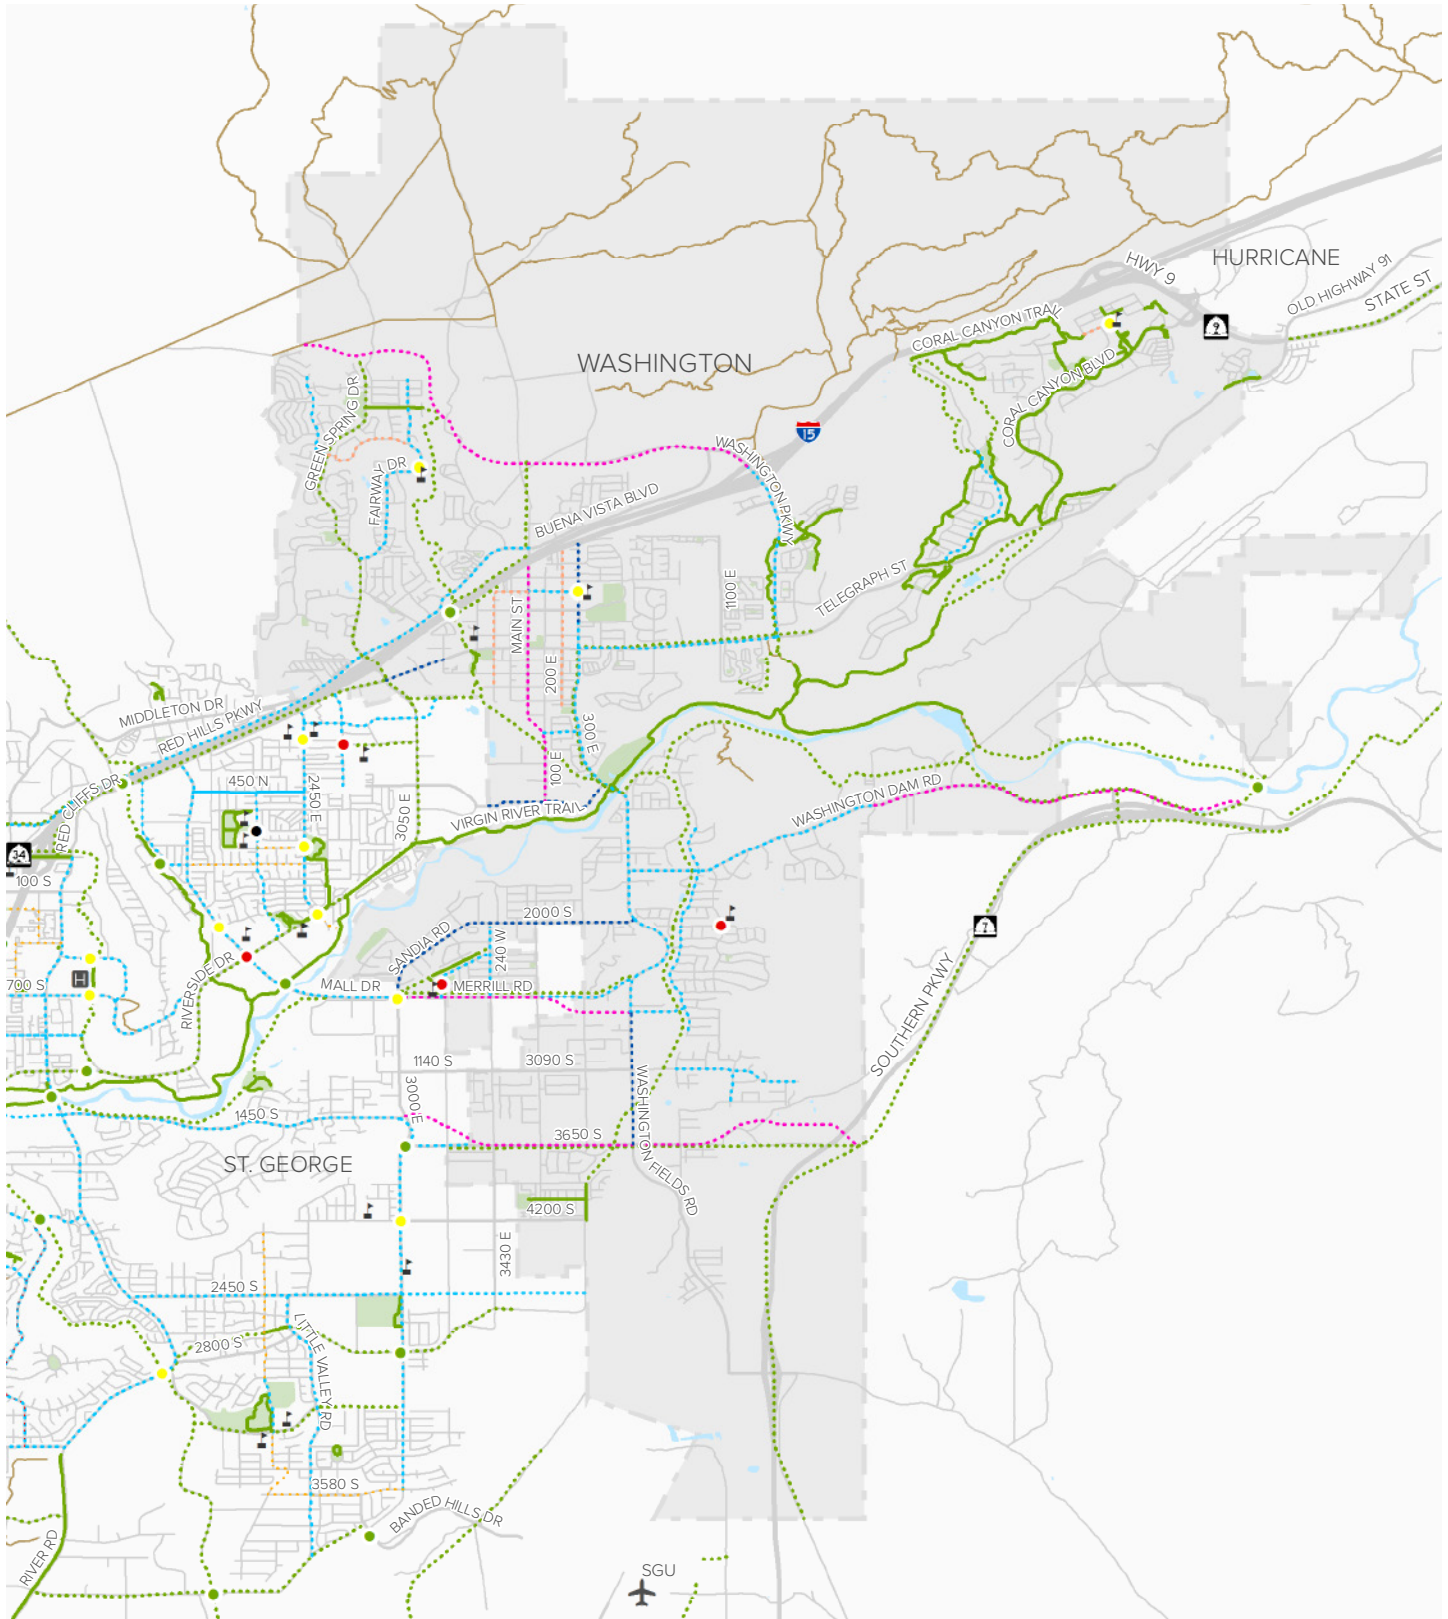 HURRICANE
HWY 9
OLD HIGHWAY 91
STATE ST
9
CORAL CANYON TRAIL
WASHINGTON
CORAL CANYON BLVD
GREEN SPRING DR
15
WASHINGTON PKWY
FAIRWAY DR
BUENA VISTA BLVD
TELEGRAPH ST
1100 E
MAIN ST
200 E
MIDDLETON DR
RED HILLS PKWY
300 E
100 E
RED CLIFFS DR
450 N
2450 E
3050 E
VIRGIN RIVER TRAIL
WASHINGTON DAM RD
34
100 S
2000 S
SANDIA RD
240 W
7
RIVERSIDE DR
H
700 S
MALL DR
MERRILL RD
SOUTHERN PKWY
1140 S
3090 S
3000 E
WASHINGTON FIELDS RD
1450 S
3650 S
ST. GEORGE
4200 S
3430 E
2450 S
LITTLE VALLEY RD
2800 S
3580 S
BANDED HILLS DR
RIVER RD
SGU